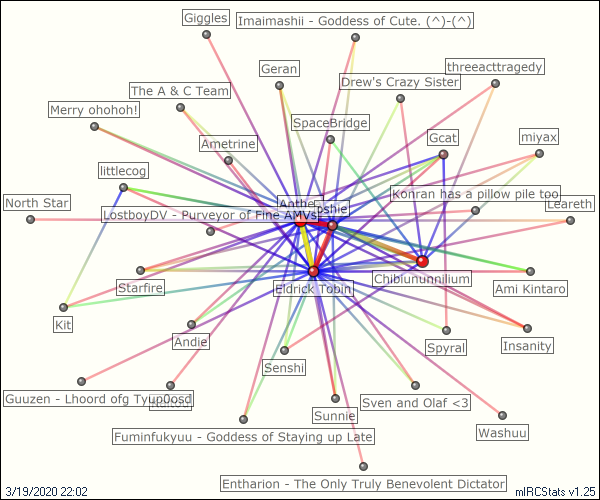 Giggles
Imaimashii - Goddess of Cute. (^)-(^)
Geran
threeacttragedy
Drew's Crazy Sister
The A & C Team
Merry ohohoh!
SpaceBridge
Gcat
miyax
Ametrine
littlecog
Konran has a pillow pile too
North Star
Leareth
LostboyDV - Purveyor of Fine AMVs
Starfire
Eldrick Tobin
Chibiununnilium
Ami Kintaro
Kit
Andie
Spyral
Insanity
Senshi
Guuzen - Lhoord ofg Tyup0osd
Sunnie
Sven and Olaf <3
Fuminfukyuu - Goddess of Staying up Late
Washuu
Entharion - The Only Truly Benevolent Dictator
3/19/2020 22:02
mIRCStats v1.25